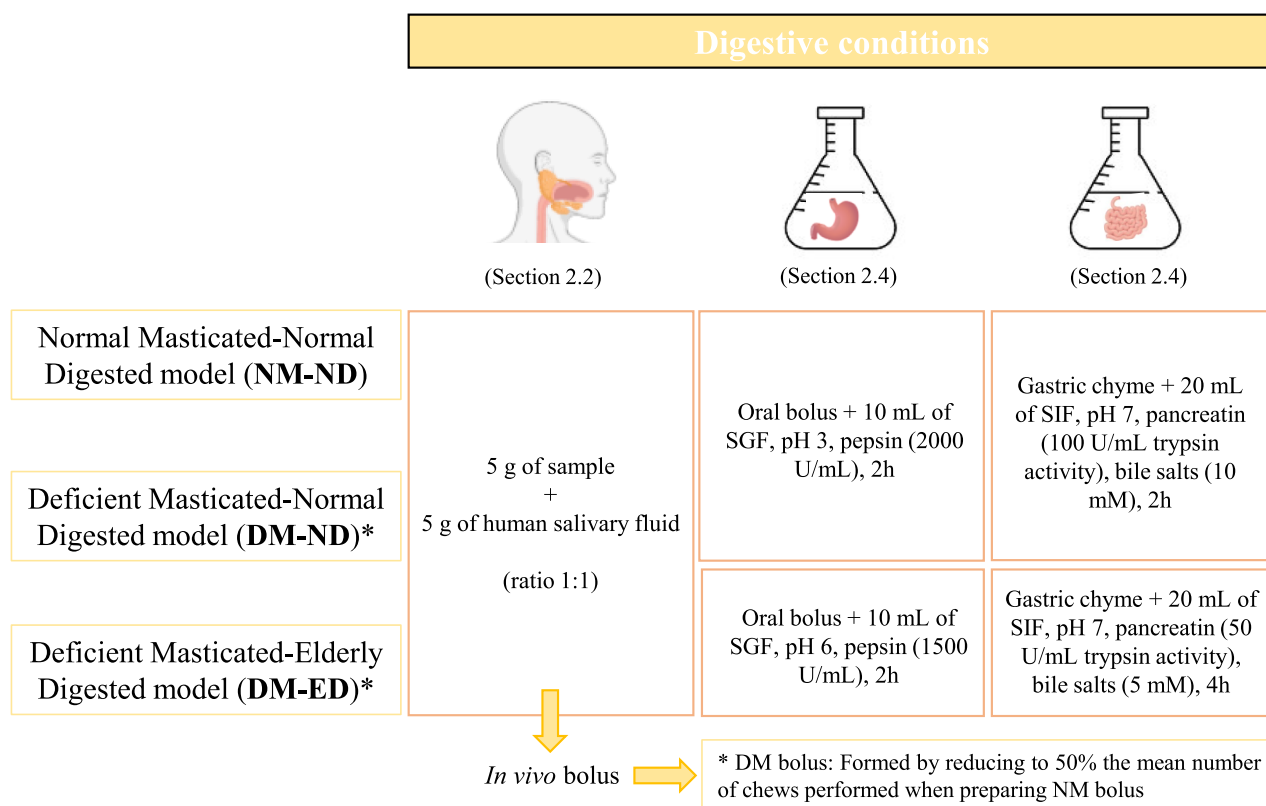 Digestive conditions
(Section 2.2)
(Section 2.4)
(Section 2.4)
Normal Masticated-Normal
Digested model (NM-ND)
Deficient Masticated-Normal
Digested model (DM-ND)*
Deficient Masticated-Elderly
Digested model (DM-ED)*
5 g of sample
+
5 g of human salivary fluid
(ratio 1:1)
Oral bolus + 10 mL of
SGF, pH 3, pepsin (2000
U/mL), 2h
Gastric chyme + 20 mL
of SIF, pH 7, pancreatin
(100 U/mL trypsin
activity), bile salts (10
mM), 2h
Oral bolus + 10 mL of
SGF, pH 6, pepsin (1500
U/mL), 2h
Gastric chyme + 20 mL of
SIF, pH 7, pancreatin (50
U/mL trypsin activity),
bile salts (5 mM), 4h
In vivo bolus
* DM bolus: Formed by reducing to 50% the mean number
of chews performed when preparing NM bolus